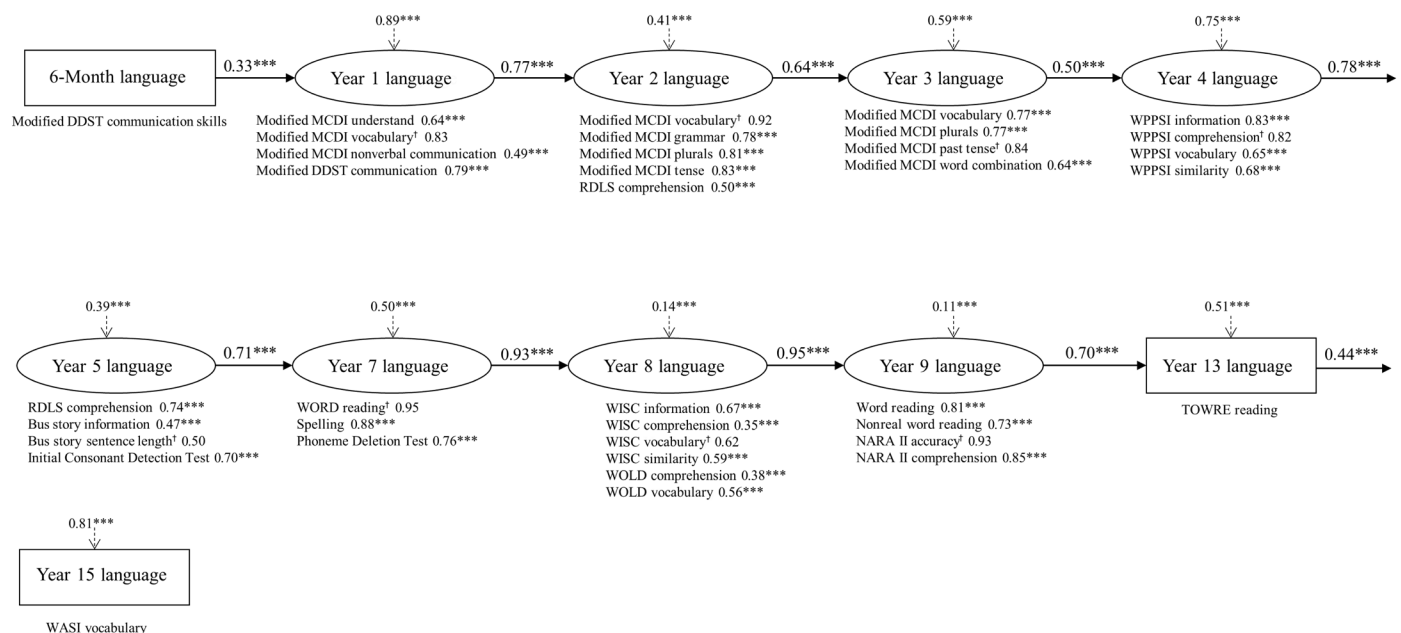 0.89***
0.41***
0.59***
0.75***
6-Month language
0.33***
Year 1 language
0.77***
Year 2 language
0.64***
Year 3 language
0.50***
Year 4 language
0.78***
Modified DDST communication skills
Modified MCDI understand 0.64***
Modified MCDI vocabulary† 0.83
Modified MCDI nonverbal communication 0.49***
Modified DDST communication 0.79***
Modified MCDI vocabulary† 0.92
Modified MCDI grammar 0.78***
Modified MCDI plurals 0.81***
Modified MCDI tense 0.83***
RDLS comprehension 0.50***
Modified MCDI vocabulary 0.77***
Modified MCDI plurals 0.77***
Modified MCDI past tense† 0.84
Modified MCDI word combination 0.64***
WPPSI information 0.83***
WPPSI comprehension† 0.82
WPPSI vocabulary 0.65***
WPPSI similarity 0.68***
0.39***
0.50***
0.14***
0.11***
0.51***
Year 5 language
0.71***
Year 7 language
0.93***
Year 8 language
0.95***
Year 9 language
0.70***
Year 13 language
0.44***
RDLS comprehension 0.74***
Bus story information 0.47***
Bus story sentence length† 0.50
Initial Consonant Detection Test 0.70***
WORD reading† 0.95
Spelling 0.88***
Phoneme Deletion Test 0.76***
WISC information 0.67***
WISC comprehension 0.35***
WISC vocabulary† 0.62
WISC similarity 0.59***
WOLD comprehension 0.38***
WOLD vocabulary 0.56***
Word reading 0.81***
Nonreal word reading 0.73***
NARA II accuracy‡ 0.93
NARA II comprehension 0.85***
TOWRE reading
0.81***
Year 15 language
WASI vocabulary